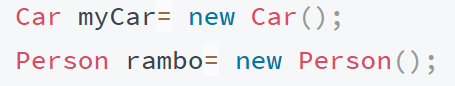 Car myCar= new Car();
Person rambo= new Person();